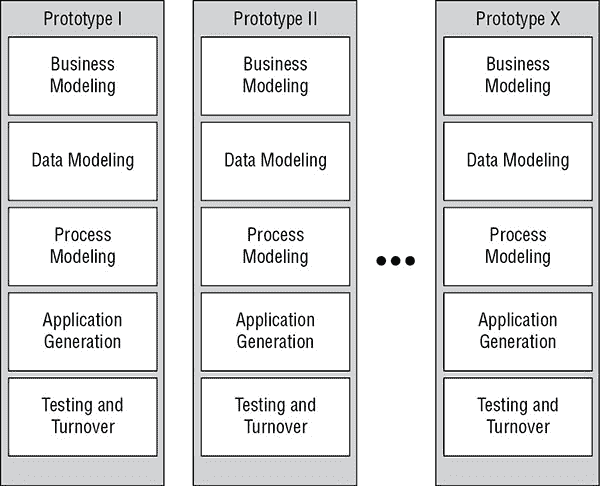 Prototype I
Business
Modeling
Data Modeling
Process
Modeling
Application
Generation
Testing and
Turnover
Prototype II
Business
Modeling
Data Modeling
Process
Modeling
Application
Generation
Testing and
Turnover
•••
Prototype X
Business
Modeling
Data Modeling
Process
Modeling
Application
Generation
Testing and
Turnover